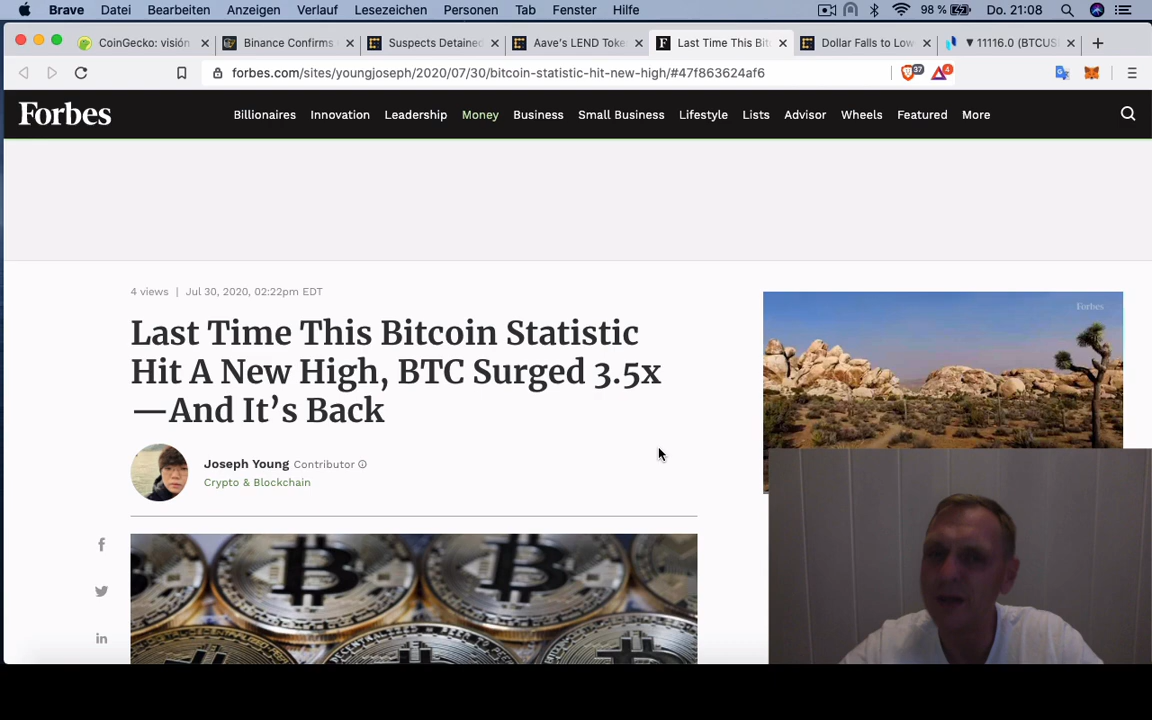 Brave Datei Bearbeiten Anzeigen Verlauf Lesezeichen Personen Tab Fenster Hilfe 98 % Do. 21:08
CoinGecko: visión Binance Confirms Suspects Detained Aave's LEND Toke F Last Time This Bit Dollar Falls to Low ▼ 11116.0 (BTCUS
forbes.com/sites/youngjoseph/2020/07/30/bitcoin-statistic-hit-new-high/#47f863624af6 37 4
Forbes Billionaires Innovation Leadership Money Business Small Business Lifestyle Lists Advisor Wheels Featured More
4 views | Jul 30, 2020, 02:22pm EDT
Forbes
Last Time This Bitcoin Statistic
Hit A New High, BTC Surged 3.5x
—And It's Back
Joseph Young Contributor
Crypto & Blockchain